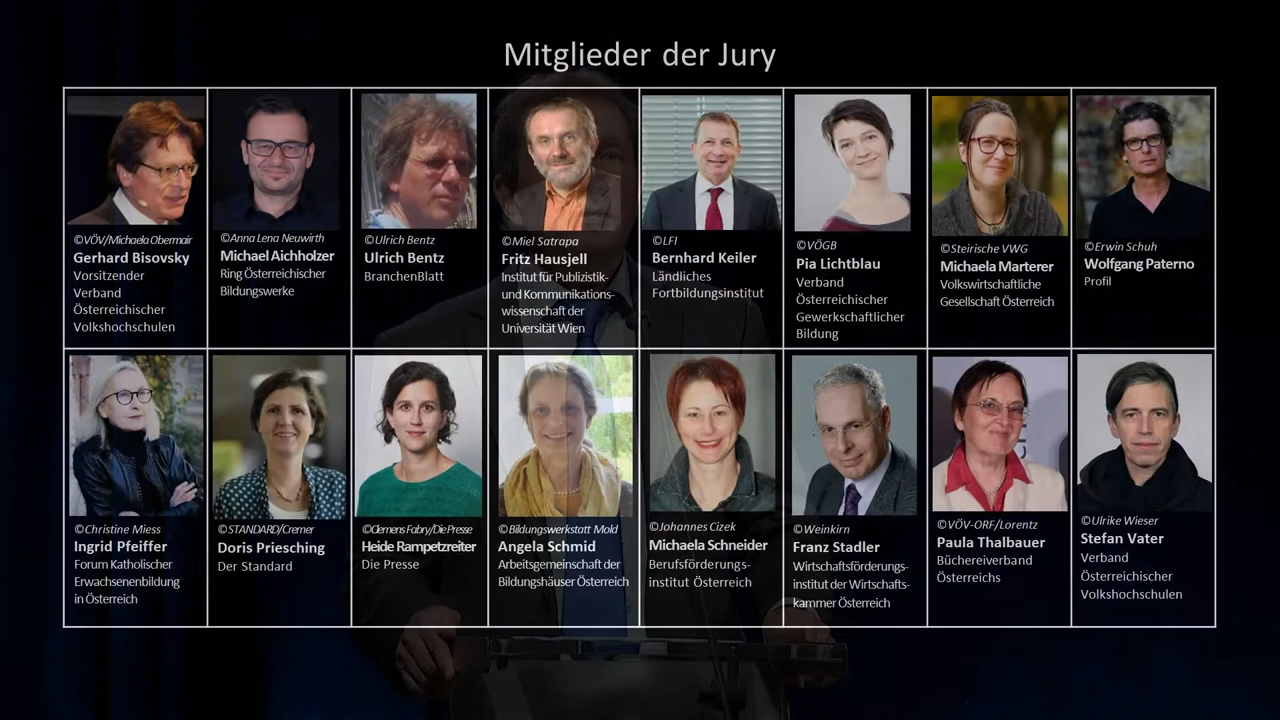 Mitglieder der Jury
©VÖV/Michaela Obermair
Gerhard Bisovsky
Vorsitzender
Verband
Österreichischer
Volkshochschulen
©Anna Lena Neuwirth
Michael Aichholzer
Ring Österreichischer
Bildungswerke
©Ulrich Bentz
Ulrich Bentz
BranchenBlatt
©Miel Satrapa
Fritz Hausjell
Institut für Publizistik-
und Kommunikations-
wissenschaft der
Universität Wien
©LFI
Bernhard Keiler
Ländliches
Fortbildungsinstitut
©VÖGB
Pia Lichtblau
Verband
Österreichischer
Gewerkschaftlicher
Bildung
©Steirische VWG
Michaela Marterer
Volkswirtschaftliche
Gesellschaft Österreich
©Erwin Schuh
Wolfgang Paterno
Profil
©Christine Miess
Ingrid Pfeiffer
Forum Katholischer
Erwachsenenbildung
in Österreich
©STANDARD/Cremer
Doris Priesching
Der Standard
©Clemens Fabry/Die Presse
Heide Rampetzreiter
Die Presse
©Bildungswerkstatt Mold
Angela Schmid
Arbeitsgemeinschaft der
Bildungshäuser Österreich
©Johannes Cizek
Michaela Schneider
Berufsförderungs-
institut Österreich
©Weinkirn
Franz Stadler
Wirtschaftsförderungs-
institut der Wirtschafts-
kammer Österreich
©VÖV-ORF/Lorentz
Paula Thalbauer
Büchereiverband
Österreichs
©Ulrike Wieser
Stefan Vater
Verband
Österreichischer
Volkshochschulen